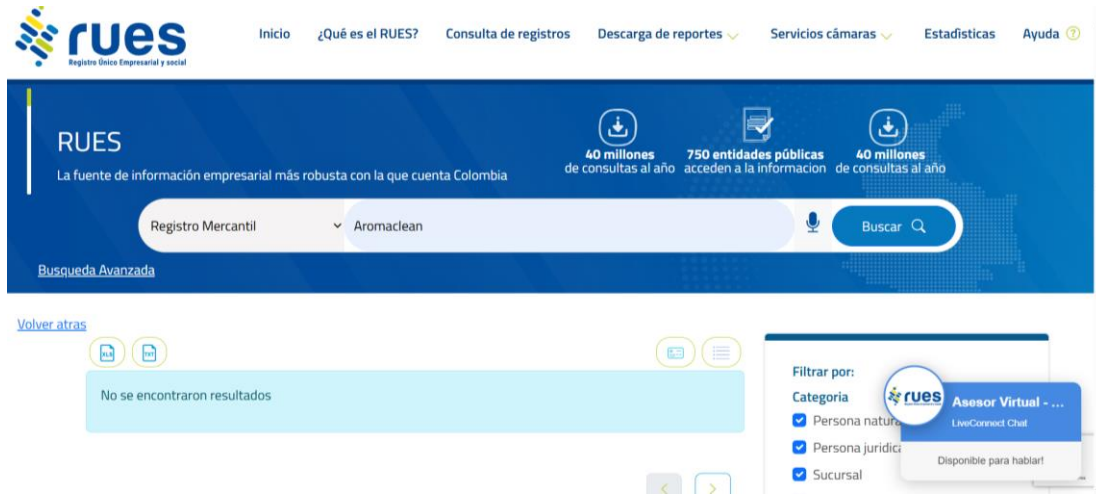 rues
Registro Único Empresarial y social
Inicio
¿Qué es el RUES?
Consulta de registros
Descarga de reportes
Servicios cámaras
Estadìsticas
Ayuda ?
RUES
La fuente de información empresarial más robusta con la que cuenta Colombia
40 millones
de consultas al año
750 entidades públicas
acceden a la informacion
40 millones
de consultas al año
Registro Mercantil
Aromaclean
Buscar
Busqueda Avanzada
Volver atras
XLS
TXT
No se encontraron resultados
Filtrar por:
Categoria
Persona natura
Persona juridica
Sucursal
rues
Asesor Virtual - ...
LiveConnect Chat
Disponible para hablar!